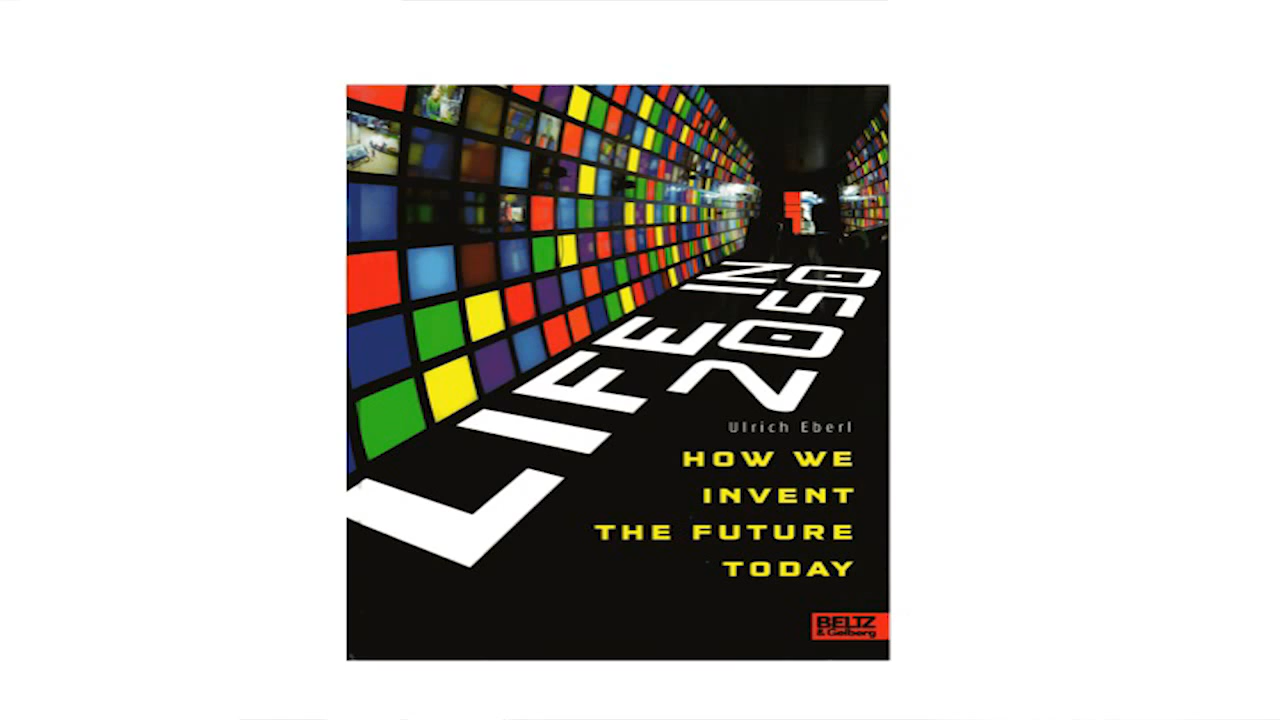 LIFE IN
2050
Ulrich Eberl
HOW WE
INVENT
THE FUTURE
TODAY
BELTZ
& Gelberg